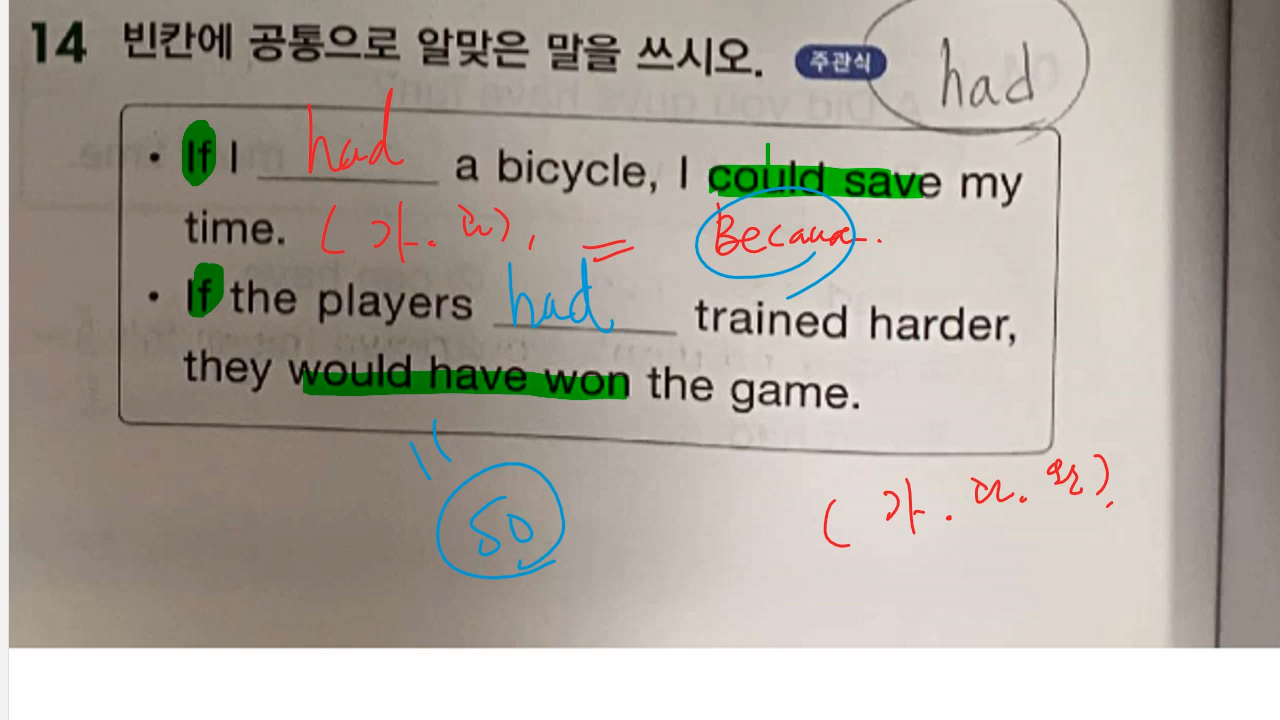 14 빈칸에 공통으로 알맞은 말을 쓰시오. 주관식 had
• If I had a bicycle, I could save my
time. (가. 과), = Because.
• If the players had trained harder,
they would have won the game.
(가. 과. 완).
so